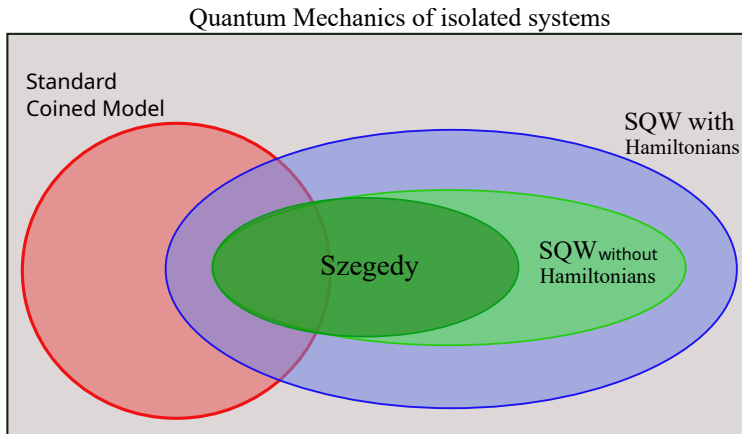 Quantum Mechanics of isolated systems
Standard
Coined Model
SQW with
Hamiltonians
Szegedy
SQW without
Hamiltonians